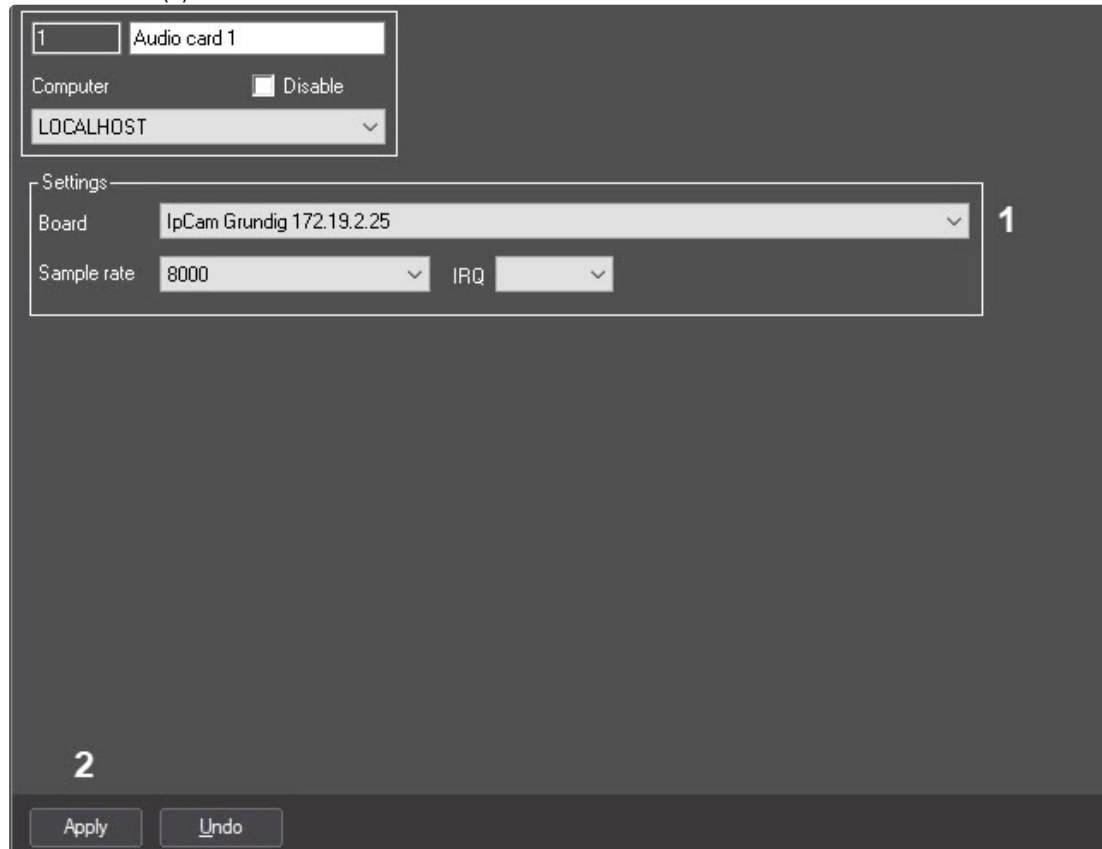 1 Audio card 1
Computer Disable
LOCALHOST
Settings
Board IpCam Grundig 172.19.2.25 1
Sample rate 8000 IRQ
2
Apply Undo